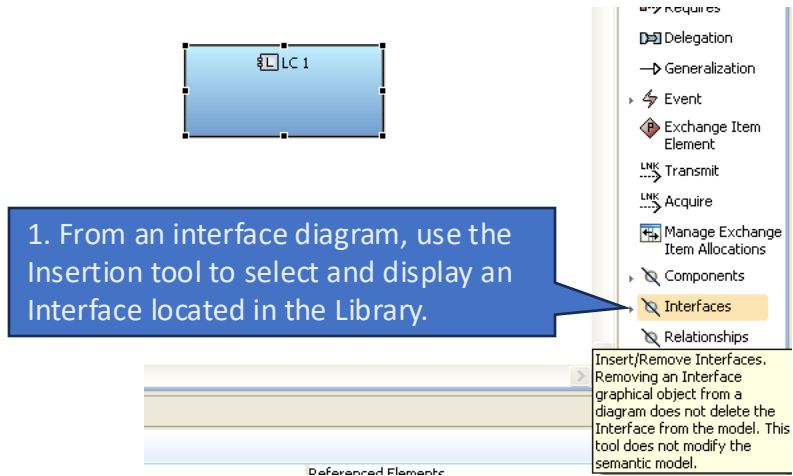 Requires
LC 1
Delegation
Generalization
Event
Exchange Item
Element
LNK Transmit
LNK Acquire
Manage Exchange
Item Allocations
Components
Interfaces
Relationships
1. From an interface diagram, use the
Insertion tool to select and display an
Interface located in the Library.
Insert/Remove Interfaces.
Removing an Interface
graphical object from a
diagram does not delete the
Interface from the model. This
tool does not modify the
semantic model.
Referenced Elements